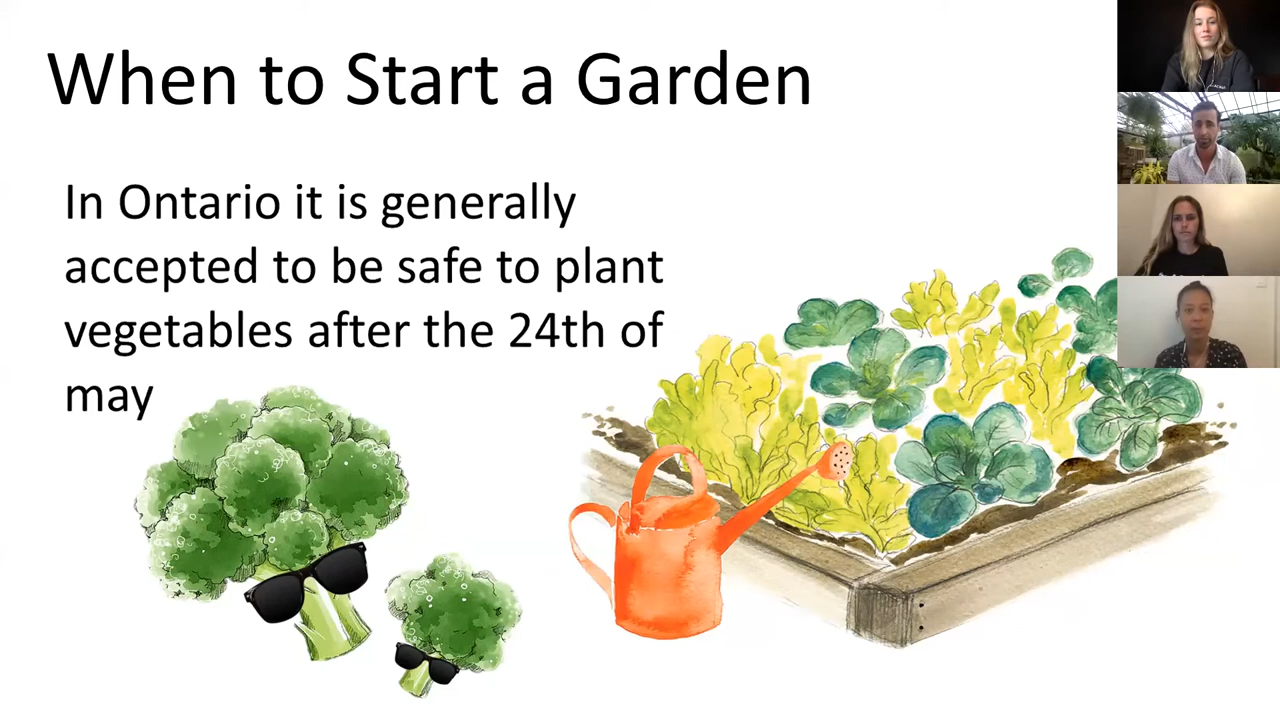 When to Start a Garden
In Ontario it is generally
accepted to be safe to plant
vegetables after the 24th of
may